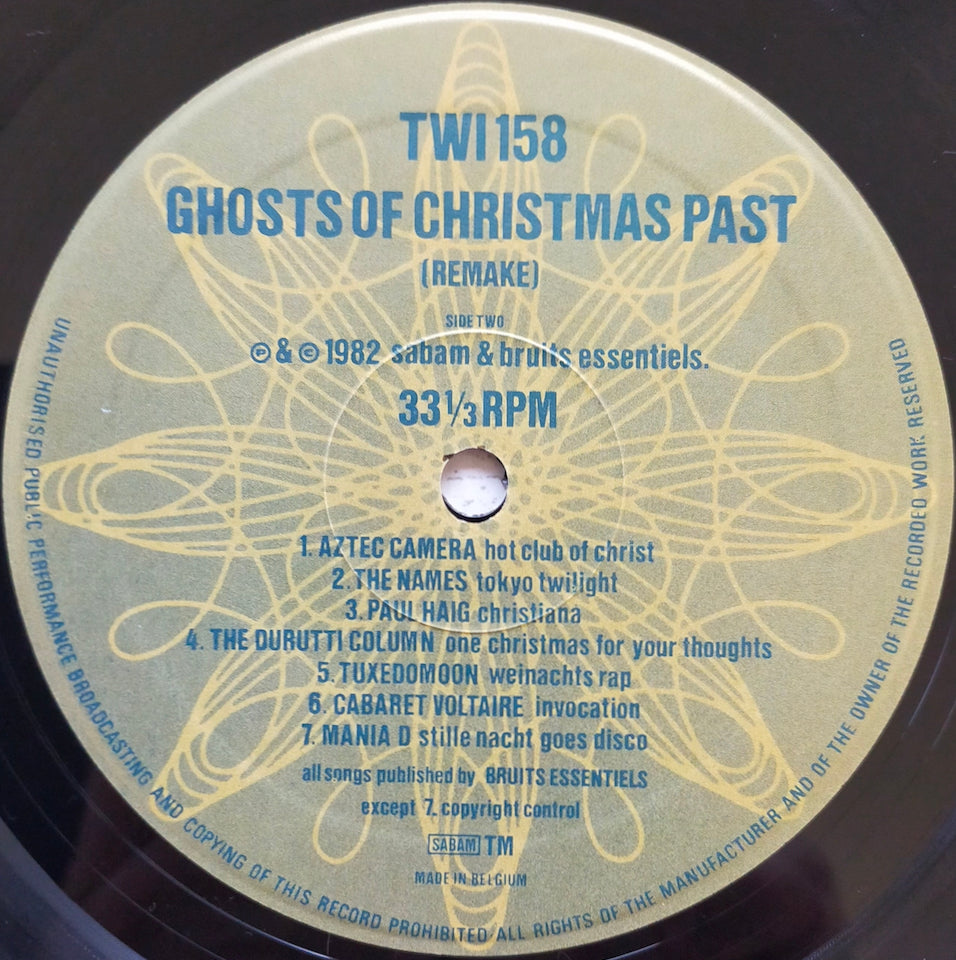 TWI 158
GHOSTS OF CHRISTMAS PAST
(REMAKE)
SIDE TWO
℗ & © 1982 sabam & bruits essentiels.
33 1/3 RPM
1. AZTEC CAMERA hot club of christ
2. THE NAMES tokyo twilight
3. PAUL HAIG christiana
4. THE DURUTTI COLUMN one christmas for your thoughts
5. TUXEDOMOON weinachts rap
6. CABARET VOLTAIRE invocation
7. MANIA D stille nacht goes disco
all songs published by BRUITS ESSENTIELS
except 7. copyright control
SABAM TM
MADE IN BELGIUM
UNAUTHORISED PUBLIC PERFORMANCE BROADCASTING AND COPYING OF THIS RECORD PROHIBITED ALL RIGHTS OF THE MANUFACTURER AND OF THE OWNER OF THE RECORDED WORK RESERVED